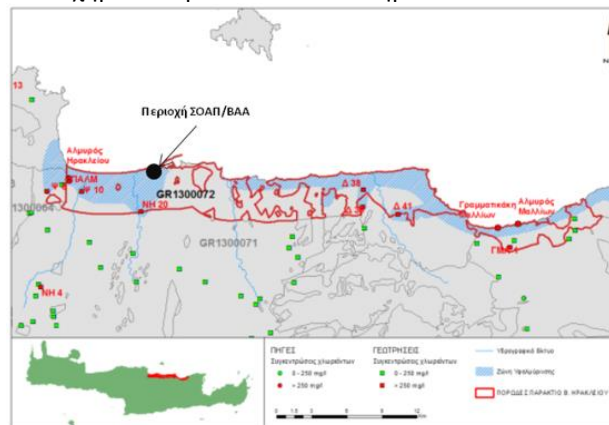 13
Περιοχή ΣΟΑΠ/ΒΑΑ
Αλμυρός
Ηρακλείου
ΠΑΛΜ
Ψ 10
GR1300072
ΝΗ 20
Δ 38
Δ 41
Γραμματικάκη
Μαλλίων
Αλμυρός
Μαλλίων
GR1300071
ΝΗ 4
ΠΗΓΕΣ
Συγκεντρώσεις χλωριόντων
0 - 250 mg/l
> 250 mg/l
ΓΕΩΤΡΗΣΕΙΣ
Συγκεντρώσεις χλωριόντων
0 - 250 mg/l
> 250 mg/l
Υδρογραφικό δίκτυο
Ζώνη Υφαλμύρισης
ΠΟΡΩΔΕΣ ΠΑΡΑΚΤΙΟ Β. ΗΡΑΚΛΕΙΟΥ